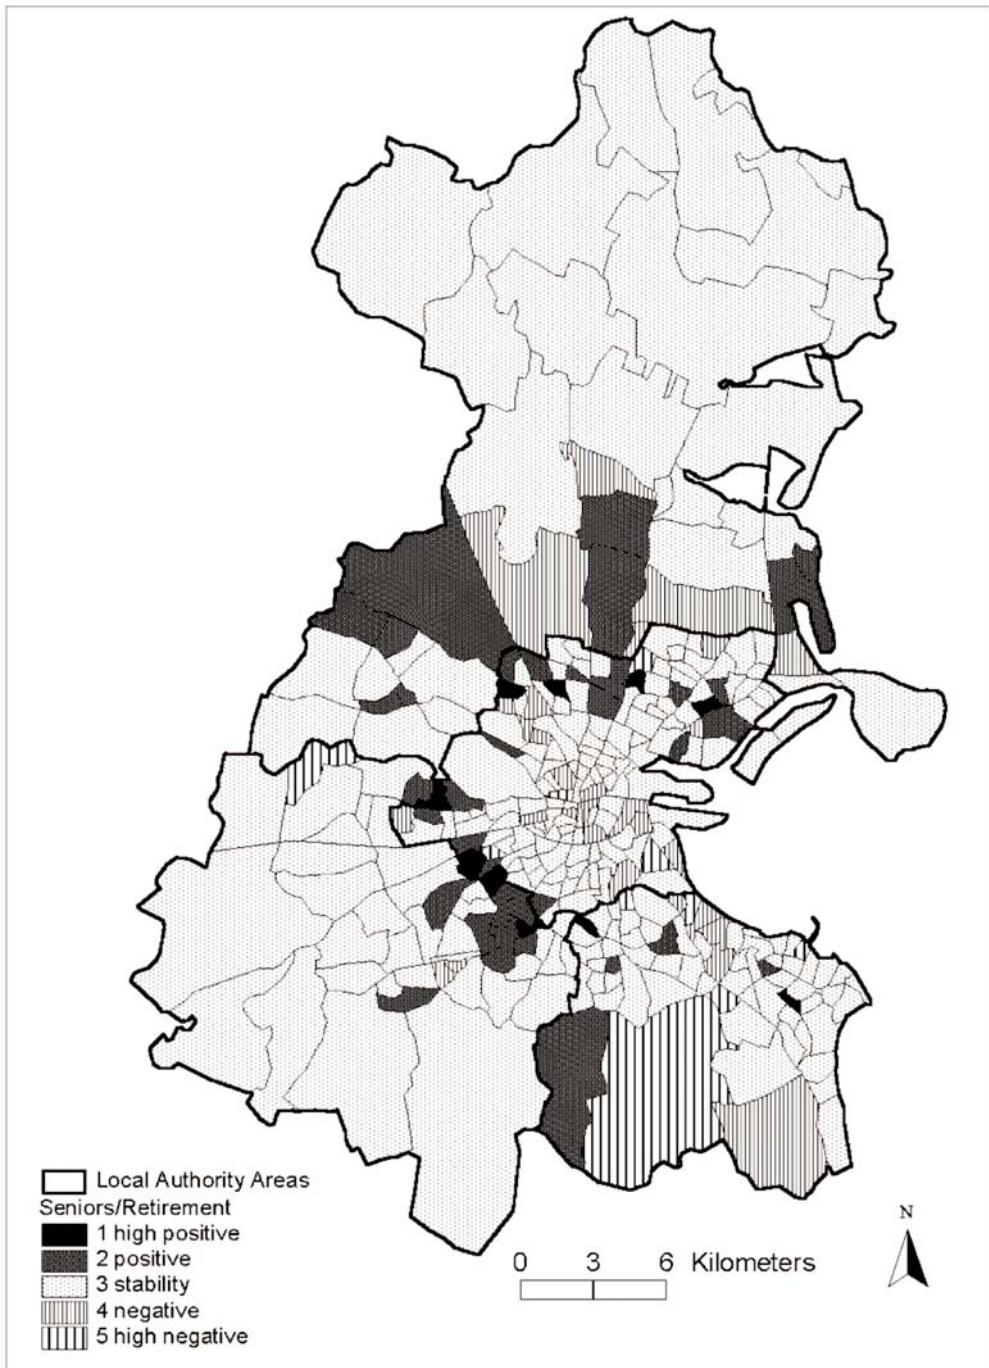 Local Authority Areas
Seniors/Retirement
1 high positive
2 positive
3 stability
4 negative
5 high negative
0 3 6 Kilometers
N